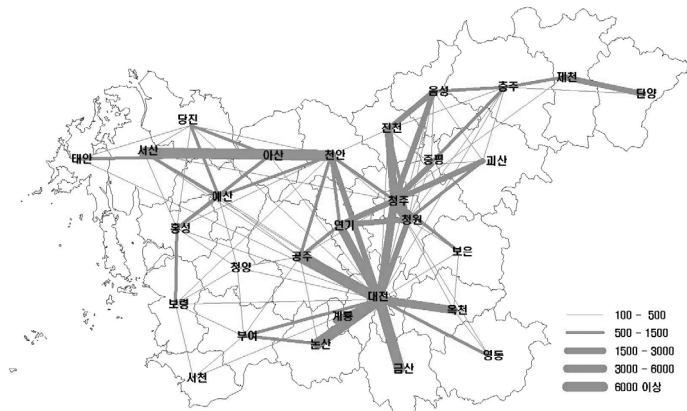 제천
음성
충주
단양
당진
진천
서산
아산
천안
태안
증평
괴산
예산
청주
연기
청원
홍성
보은
공주
청양
대전
보령
계룡
옥천
부여
논산
영동
금산
서천
100 - 500
500 - 1500
1500 - 3000
3000 - 6000
6000 이상